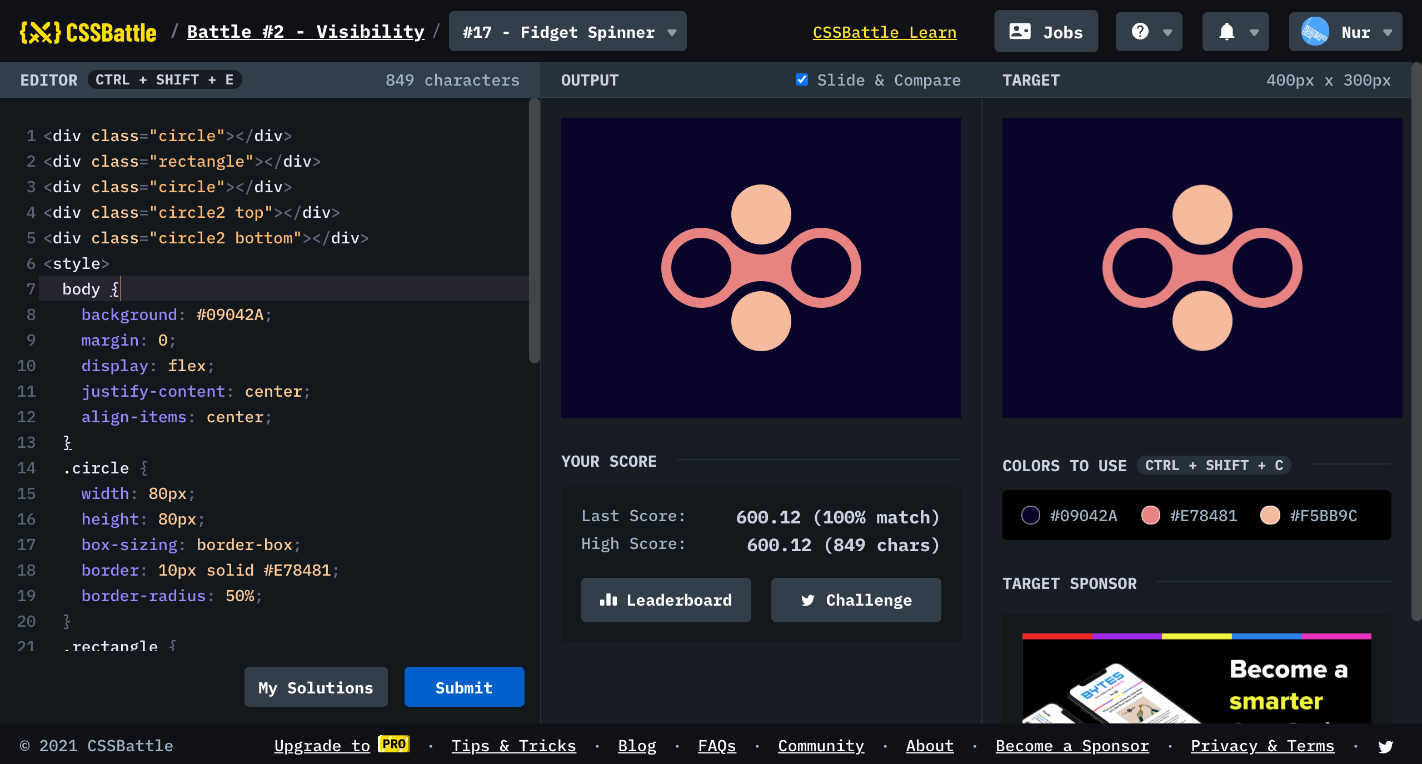 CSSBattle / Battle #2 - Visibility / #17 - Fidget Spinner
CSSBattle Learn
Jobs
Nur
EDITOR CTRL + SHIFT + E 849 characters
1 <div class="circle"></div>
2 <div class="rectangle"></div>
3 <div class="circle"></div>
4 <div class="circle2 top"></div>
5 <div class="circle2 bottom"></div>
6 <style>
7 body {
8 background: #09042A;
9 margin: 0;
10 display: flex;
11 justify-content: center;
12 align-items: center;
13 }
14 .circle {
15 width: 80px;
16 height: 80px;
17 box-sizing: border-box;
18 border: 10px solid #E78481;
19 border-radius: 50%;
20 }
21 .rectangle {
My Solutions
Submit
OUTPUT
Slide & Compare
YOUR SCORE
Last Score: 600.12 (100% match)
High Score: 600.12 (849 chars)
Leaderboard
Challenge
TARGET 400px x 300px
COLORS TO USE CTRL + SHIFT + C
#09042A #E78481 #F5BB9C
TARGET SPONSOR
BYTES
Become a
smarter
© 2021 CSSBattle
Upgrade to PRO · Tips & Tricks · Blog · FAQs · Community · About · Become a Sponsor · Privacy & Terms ·